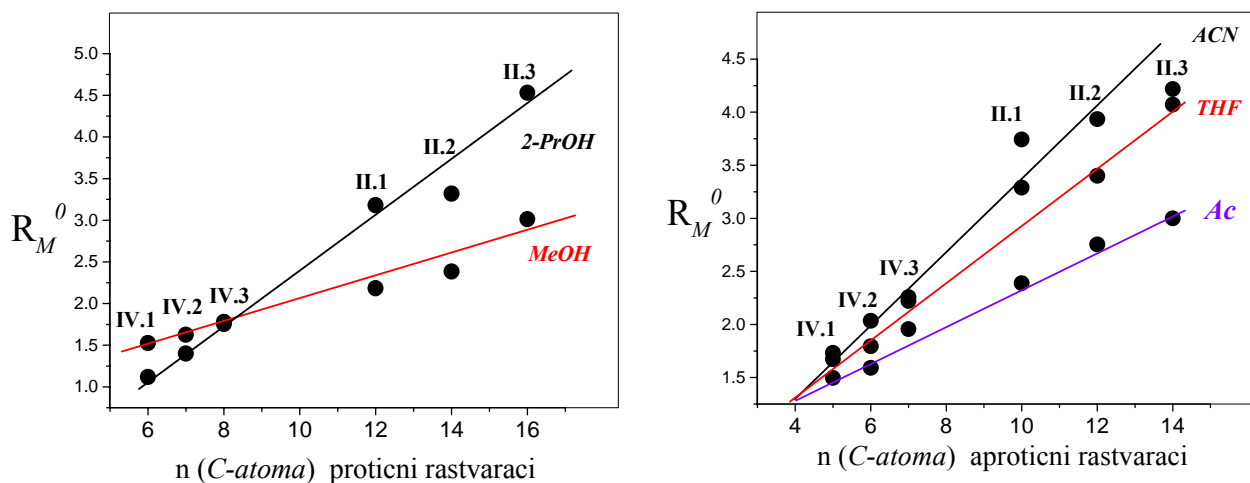 R_M^0
5.0
4.5
4.0
3.5
3.0
2.5
2.0
1.5
1.0
II.3
2-PrOH
II.2
II.1
MeOH
IV.1 IV.2 IV.3
6 8 10 12 14 16 18
n (C-atoma) proticni rastvaraci
R_M^0
4.5
4.0
3.5
3.0
2.5
2.0
1.5
ACN
II.3
II.2
THF
II.1
Ac
IV.3
IV.2
IV.1
4 6 8 10 12 14
n (C-atoma) aproticni rastvaraci